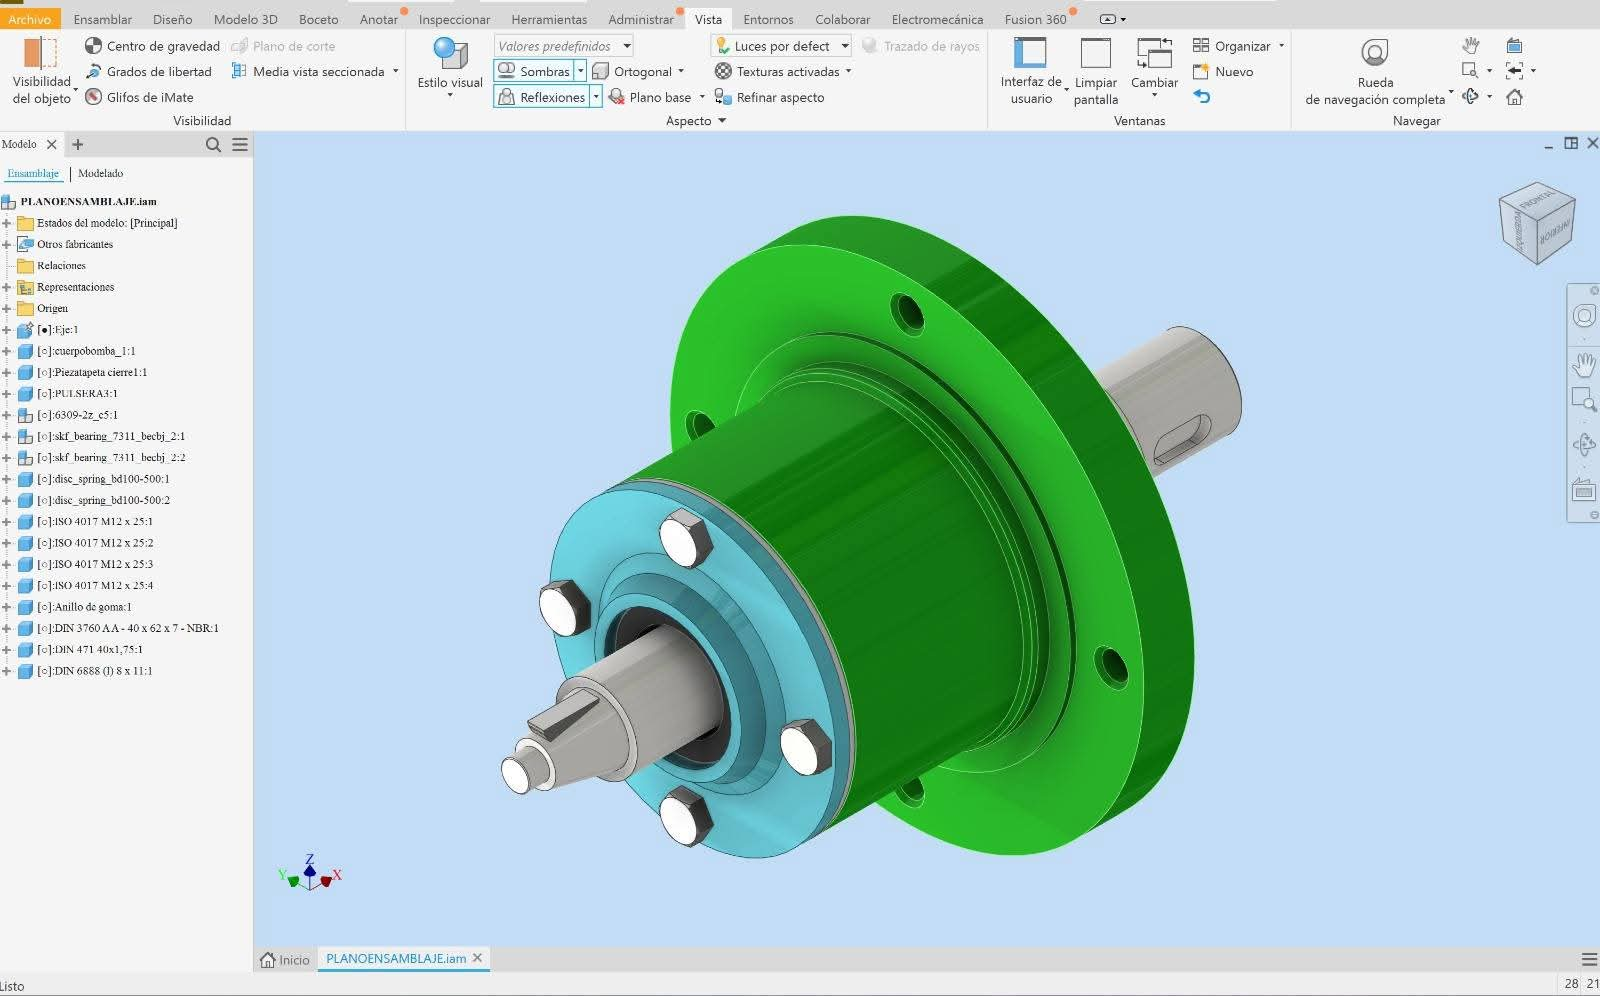 Archivo Ensamblar Diseño Modelo 3D Boceto Anotar Inspeccionar Herramientas Administrar Vista Entornos Colaborar Electromecánica Fusion 360
Visibilidad
del objeto
Centro de gravedad
Grados de libertad
Glifos de iMate
Plano de corte
Media vista seccionada
Visibilidad
Estilo visual
Valores predefinidos
Sombras
Reflexiones
Ortogonal
Plano base
Luces por defect
Texturas activadas
Refinar aspecto
Trazado de rayos
Aspecto
Interfaz de
usuario
Limpiar
pantalla
Cambiar
Organizar
Nuevo
Ventanas
Rueda
de navegación completa
Navegar
Modelo
Ensamblaje | Modelado
PLANOENSAMBLAJE.iam
Estados del modelo: [Principal]
Otros fabricantes
Relaciones
Representaciones
Origen
[●]:Eje:1
[○]:cuerpobomba_1:1
[○]:Piezatapeta cierre1:1
[○]:PULSERA3:1
[○]:6309-2z_c5:1
[○]:skf_bearing_7311_becbj_2:1
[○]:skf_bearing_7311_becbj_2:2
[○]:disc_spring_bd100-500:1
[○]:disc_spring_bd100-500:2
[○]:ISO 4017 M12 x 25:1
[○]:ISO 4017 M12 x 25:2
[○]:ISO 4017 M12 x 25:3
[○]:ISO 4017 M12 x 25:4
[○]:Anillo de goma:1
[○]:DIN 3760 AA - 40 x 62 x 7 - NBR:1
[○]:DIN 471 40x1,75:1
[○]:DIN 6888 (I) 8 x 11:1
FRONTAL
INFERIOR
Z
Y
X
Inicio
PLANOENSAMBLAJE.iam
Listo
28 21